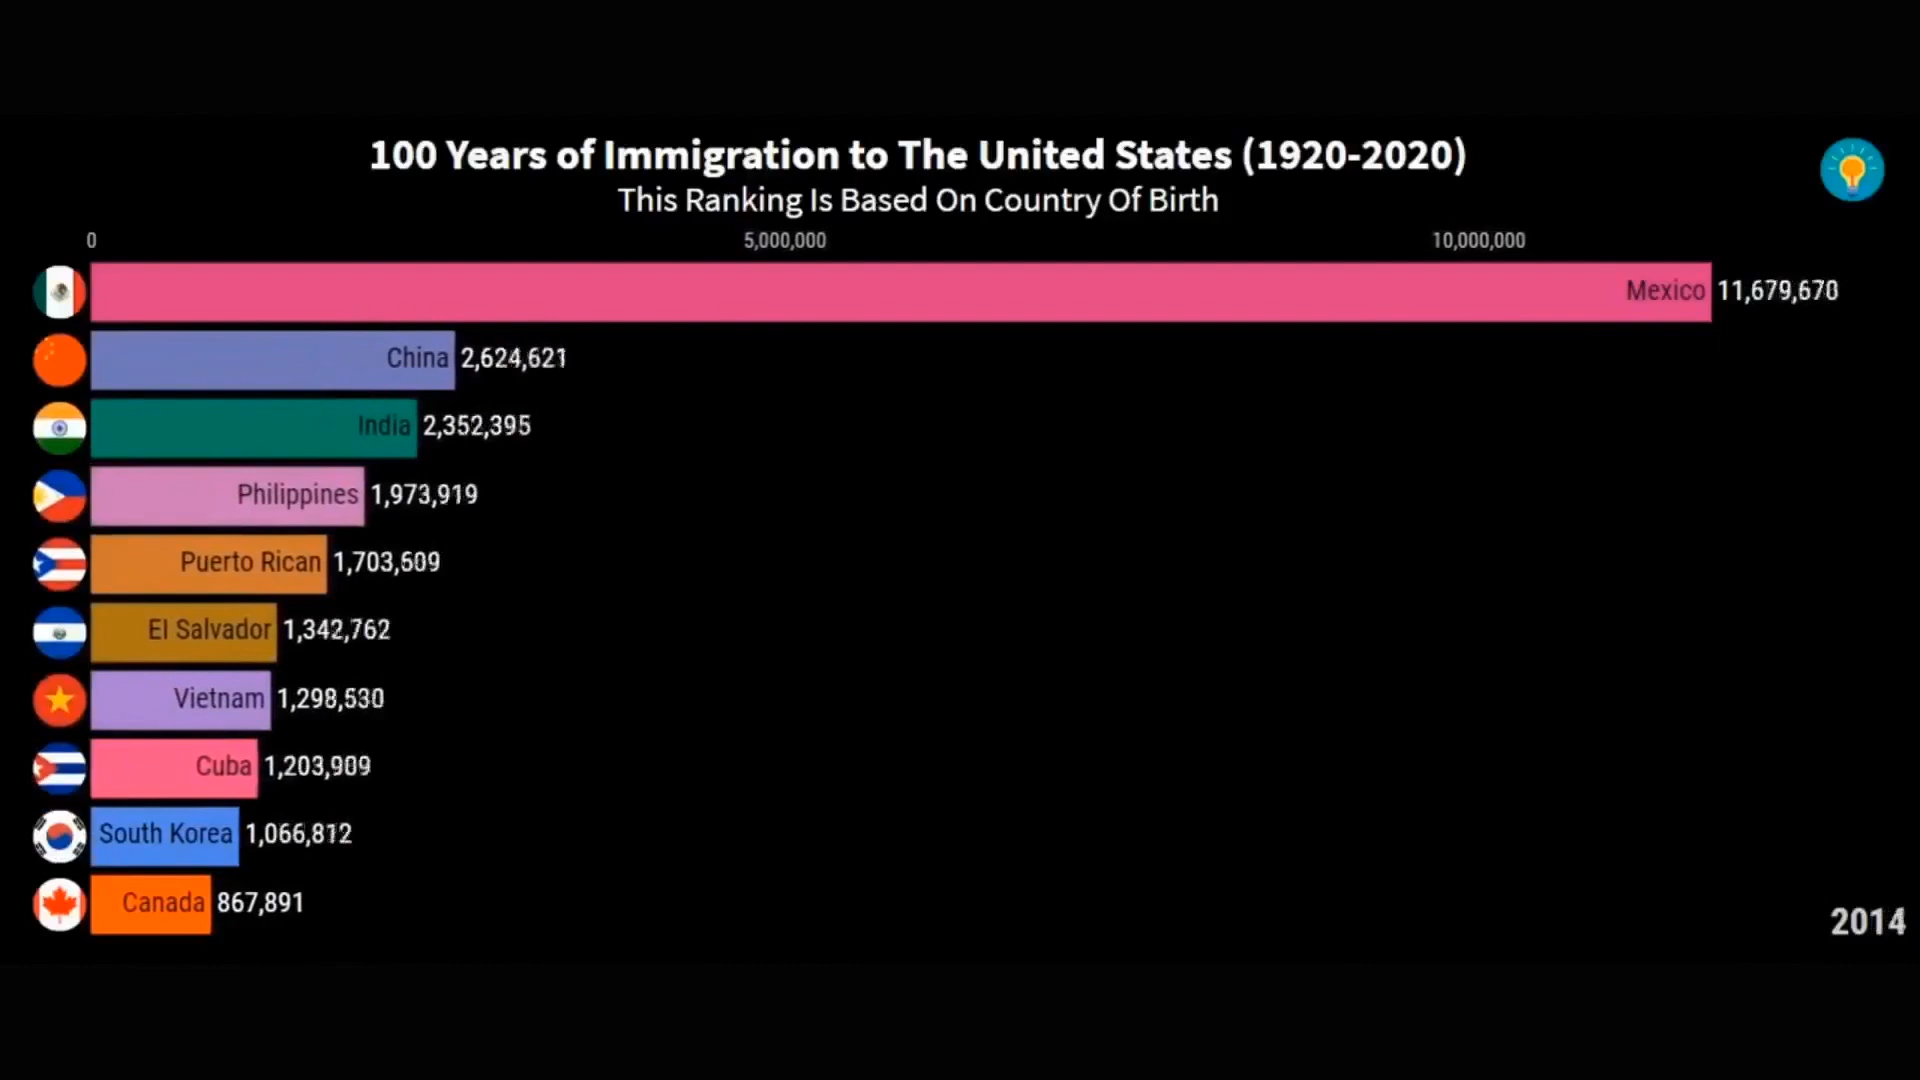 100 Years of Immigration to The United States (1920-2020)
This Ranking Is Based On Country Of Birth
0 5,000,000 10,000,000
Mexico 11,679,670
China 2,624,621
India 2,352,395
Philippines 1,973,919
Puerto Rican 1,703,609
El Salvador 1,342,762
Vietnam 1,298,530
Cuba 1,203,909
South Korea 1,066,812
Canada 867,891
2014